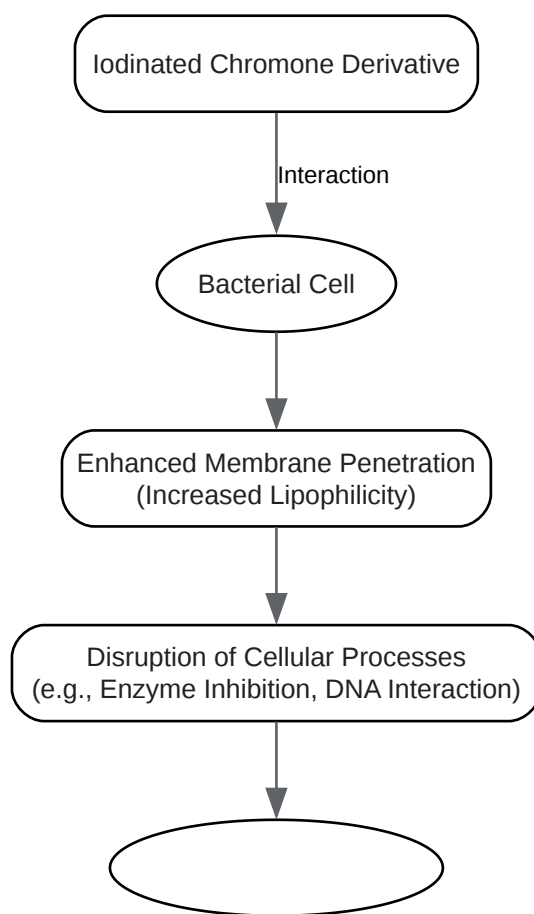 Iodinated Chromone Derivative
Interaction
Bacterial Cell
Enhanced Membrane Penetration
(Increased Lipophilicity)
Disruption of Cellular Processes
(e.g., Enzyme Inhibition, DNA Interaction)